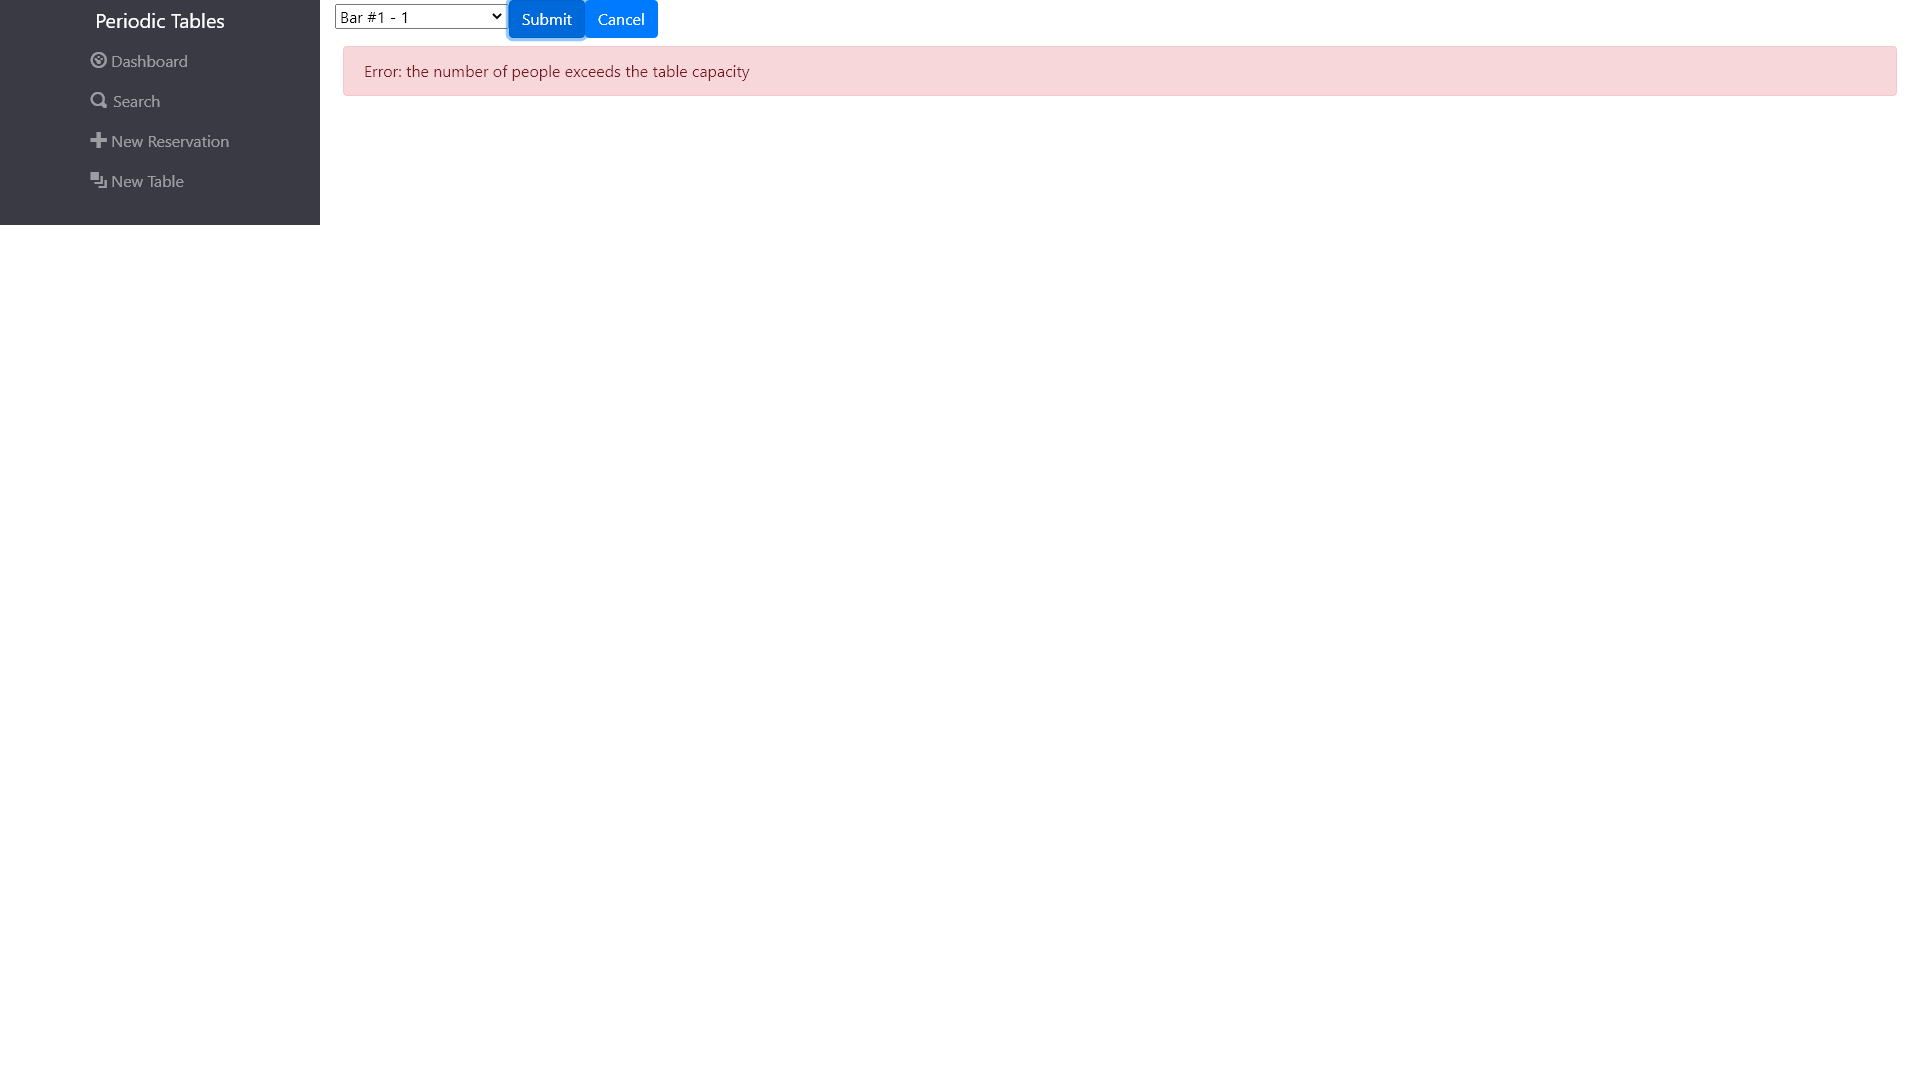 Periodic Tables
Dashboard
Search
New Reservation
New Table
Bar #1 - 1
Submit
Cancel
Error: the number of people exceeds the table capacity